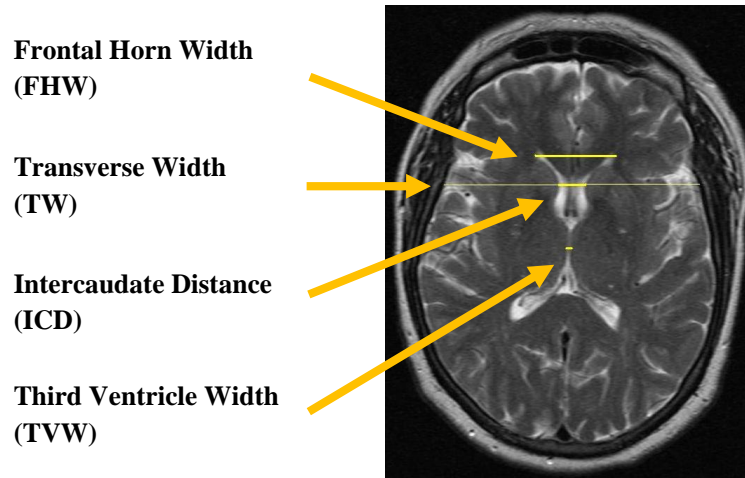 Frontal Horn Width
(FHW)
Transverse Width
(TW)
Intercaudate Distance
(ICD)
Third Ventricle Width
(TVW)